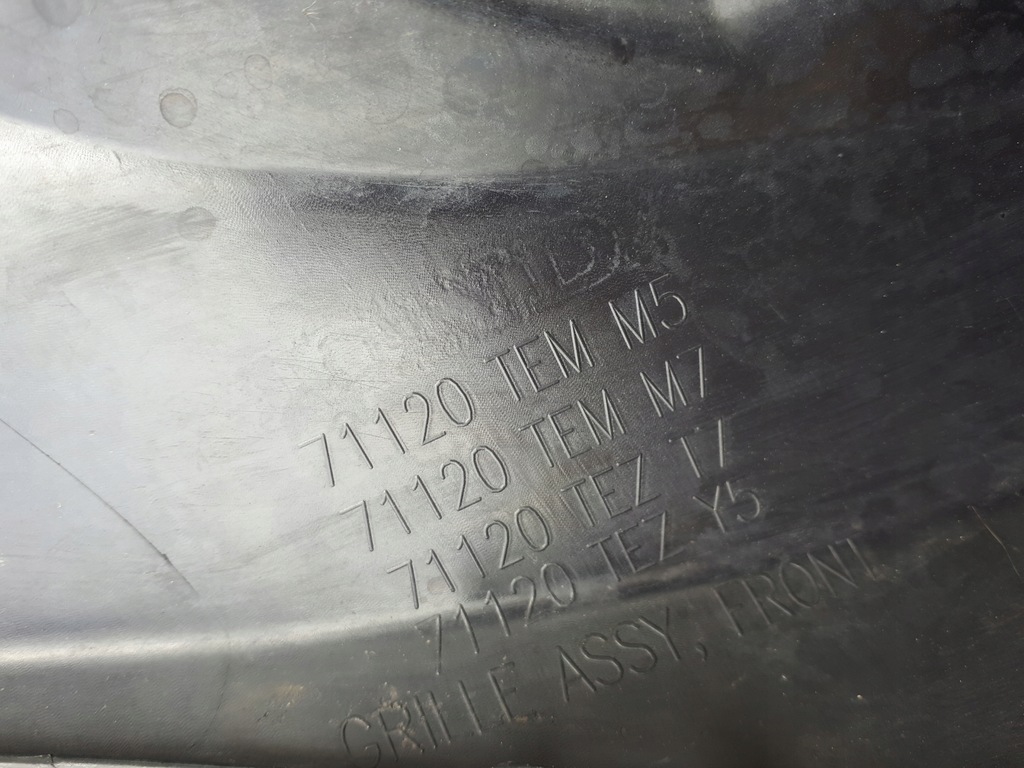 71120 TEM M5
71120 TEM M7
71120 TEZ T7
71120 TEZ Y5
GRILLE ASSY, FRONT